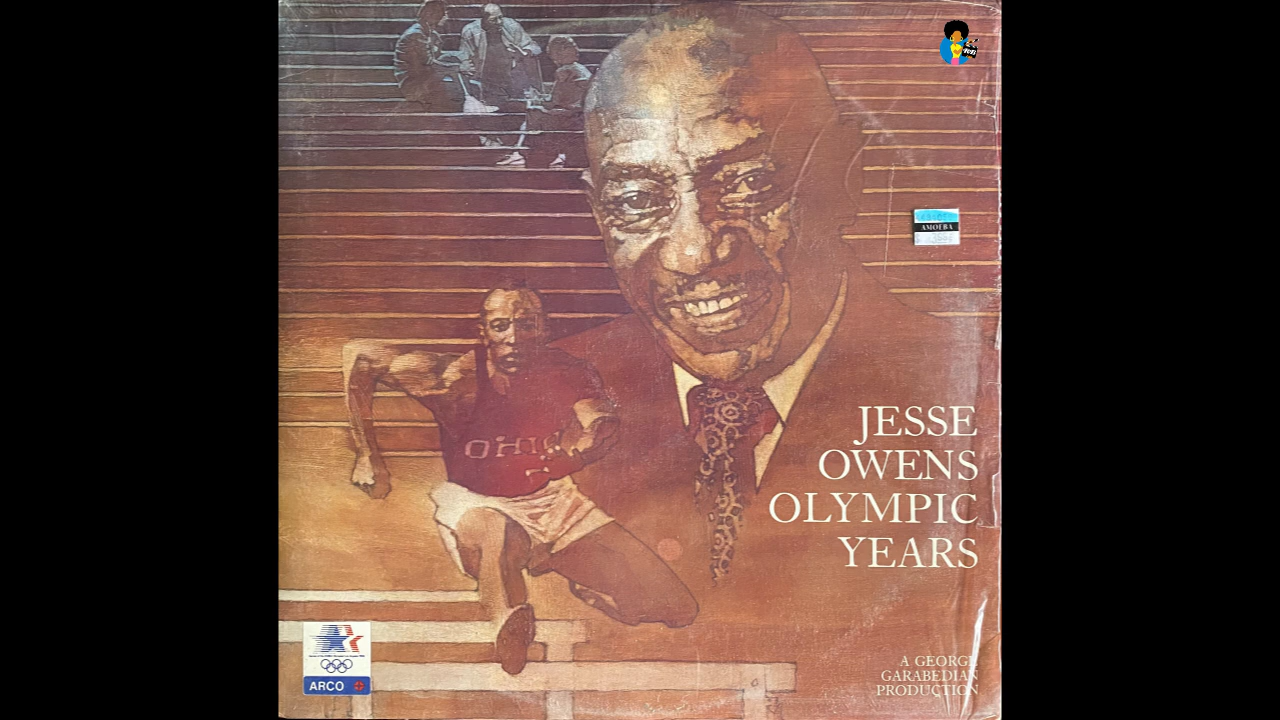 AMOEBA
OHIO
JESSE
OWENS
OLYMPIC
YEARS
ARCO
A GEORGE
GARABEDIAN
PRODUCTION